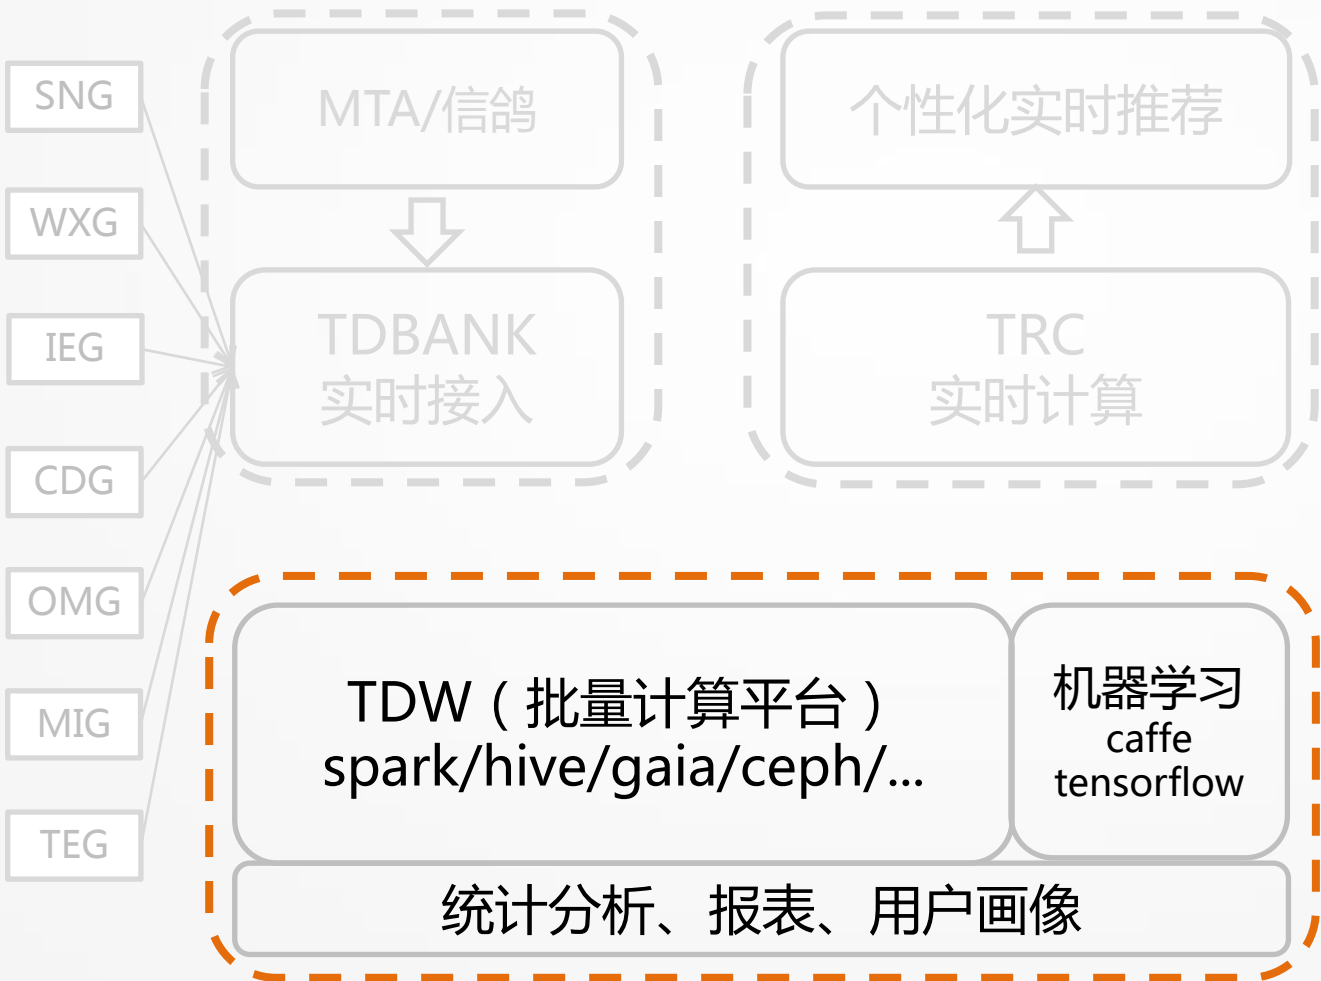 SNG
WXG
IEG
CDG
OMG
MIG
TEG
MTA/信鸽
TDBANK
实时接入
个性化实时推荐
TRC
实时计算
TDW（批量计算平台）
spark/hive/gaia/ceph/...
机器学习
caffe
tensorflow
统计分析、报表、用户画像